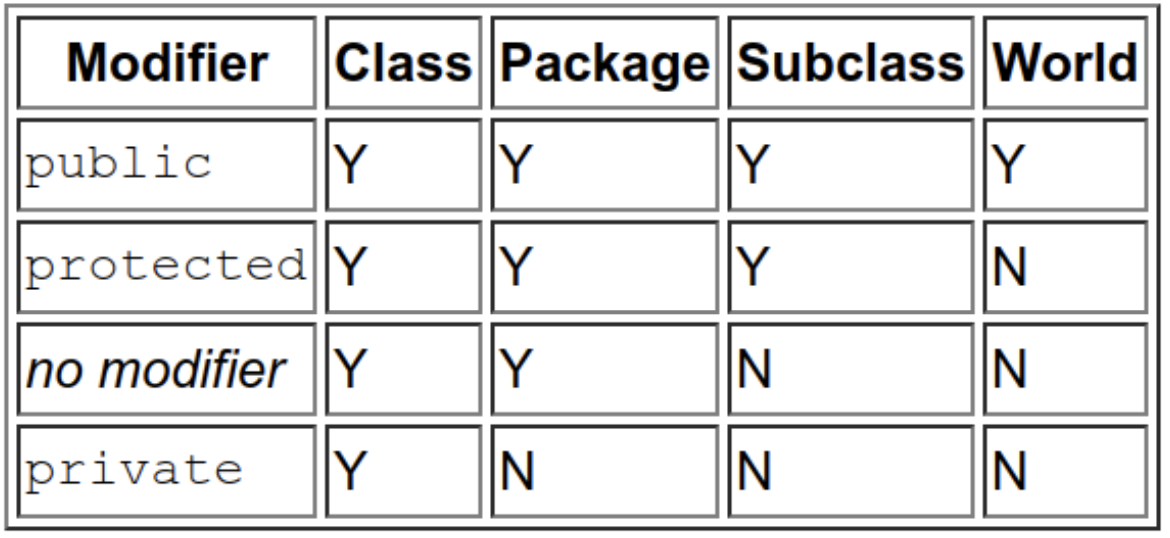 Modifier Class Package Subclass World
public Y Y Y Y
protected Y Y Y N
no modifier Y Y N N
private Y N N N